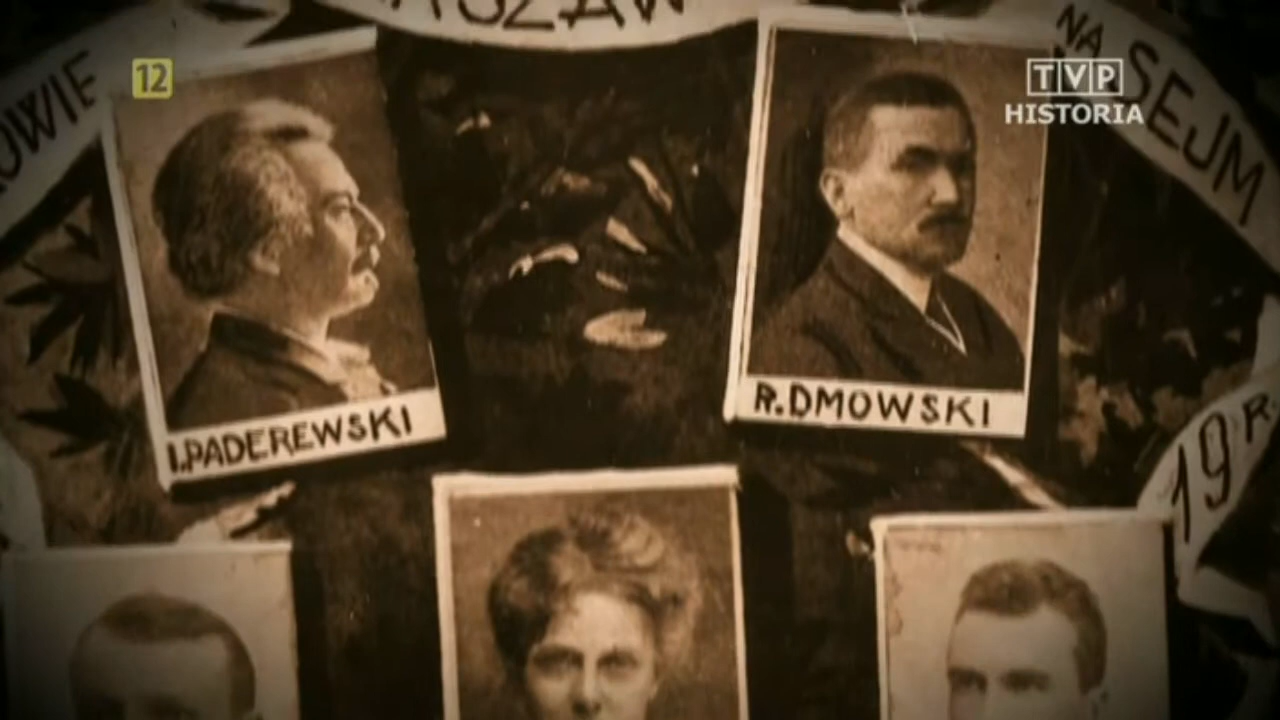 12
TVP
HISTORIA
NA SEJM
I.PADEREWSKI
R.DMOWSKI
19 R.